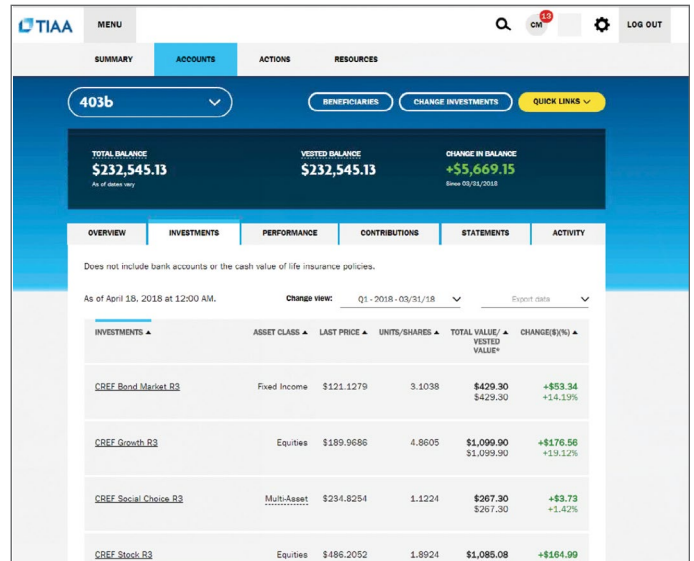 TIAA MENU CM 13 LOG OUT
SUMMARY ACCOUNTS ACTIONS RESOURCES
403b BENEFICIARIES CHANGE INVESTMENTS QUICK LINKS
TOTAL BALANCE VESTED BALANCE CHANGE IN BALANCE
$232,545.13 $232,545.13 +$5,669.15
As of dates vary Since 03/31/2018
OVERVIEW INVESTMENTS PERFORMANCE CONTRIBUTIONS STATEMENTS ACTIVITY
Does not include bank accounts or the cash value of life insurance policies.
As of April 18, 2018 at 12:00 AM. Change view: Q1 - 2018 - 03/31/18 Export data
INVESTMENTS ▲ ASSET CLASS ▲ LAST PRICE ▲ UNITS/SHARES ▲ TOTAL VALUE/ ▲ CHANGE($)(%) ▲
VESTED
VALUE*
CREF Bond Market R3 Fixed Income $121.1279 3.1038 $429.30 +$53.34
$429.30 +14.19%
CREF Growth R3 Equities $189.9686 4.8605 $1,099.90 +$176.56
$1,099.90 +19.12%
CREF Social Choice R3 Multi-Asset $234.8254 1.1224 $267.30 +$3.73
$267.30 +1.42%
CREF Stock R3 Equities $486.2052 1.8924 $1,085.08 +$164.99